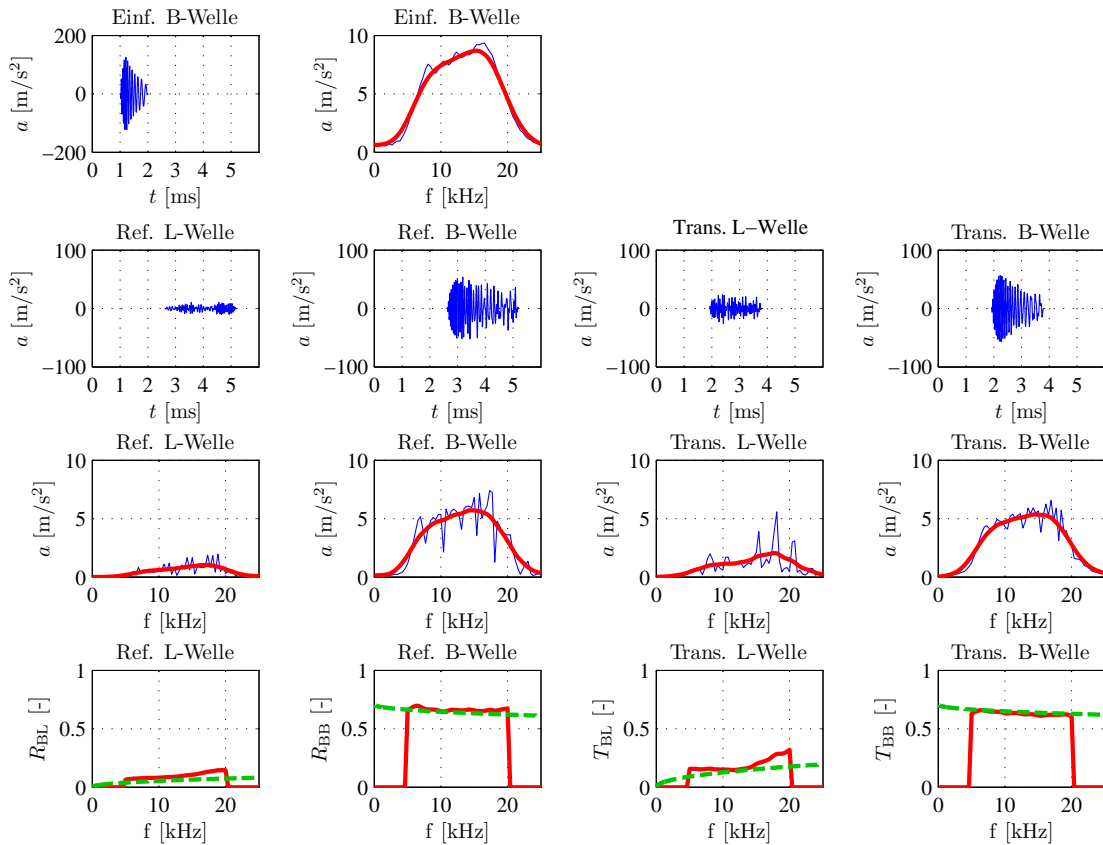 Einf. B-Welle Einf. B-Welle
200 10
0 5
−200 0
0 1 2 3 4 5 0 10 20
a [m/s²] a [m/s²]
t [ms] f [kHz]
Ref. L-Welle Ref. B-Welle Trans. L−Welle Trans. B-Welle
100 100 100 100
0 0 0 0
−100 −100 −100 −100
a [m/s²] a [m/s²] a [m/s²] a [m/s²]
0 1 2 3 4 5 0 1 2 3 4 5 0 1 2 3 4 5 0 1 2 3 4 5
t [ms] t [ms] t [ms] t [ms]
Ref. L-Welle Ref. B-Welle Trans. L-Welle Trans. B-Welle
10 10 10 10
5 5 5 5
0 0 0 0
a [m/s²] a [m/s²] a [m/s²] a [m/s²]
0 10 20 0 10 20 0 10 20 0 10 20
f [kHz] f [kHz] f [kHz] f [kHz]
Ref. L-Welle Ref. B-Welle Trans. L-Welle Trans. B-Welle
1 1 1 1
0.5 0.5 0.5 0.5
0 0 0 0
R_BL [-] R_BB [-] T_BL [-] T_BB [-]
0 10 20 0 10 20 0 10 20 0 10 20
f [kHz] f [kHz] f [kHz] f [kHz]